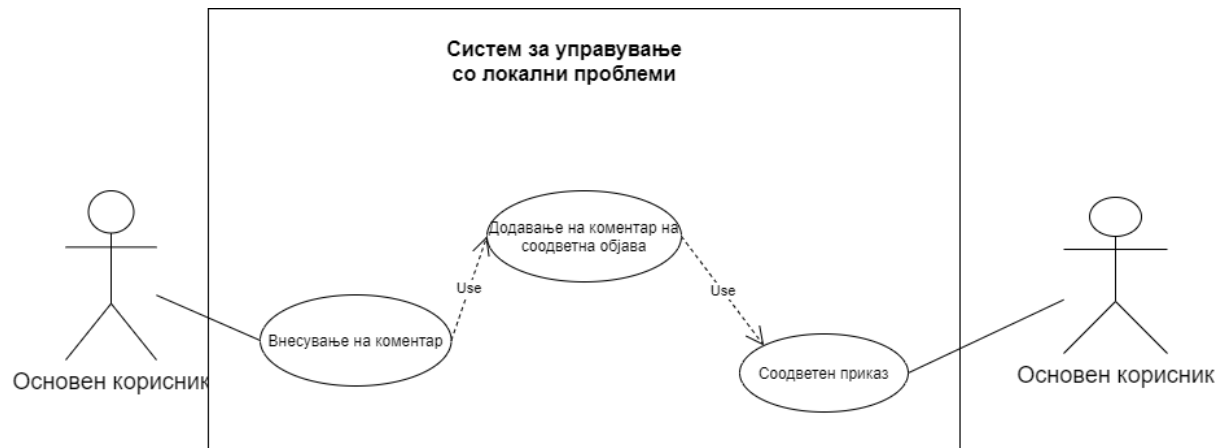 Систем за управување
со локални проблеми
Додавање на коментар на
соодветна објава
Use
Use
Внесување на коментар
Соодветен приказ
Основен корисник
Основен корисник